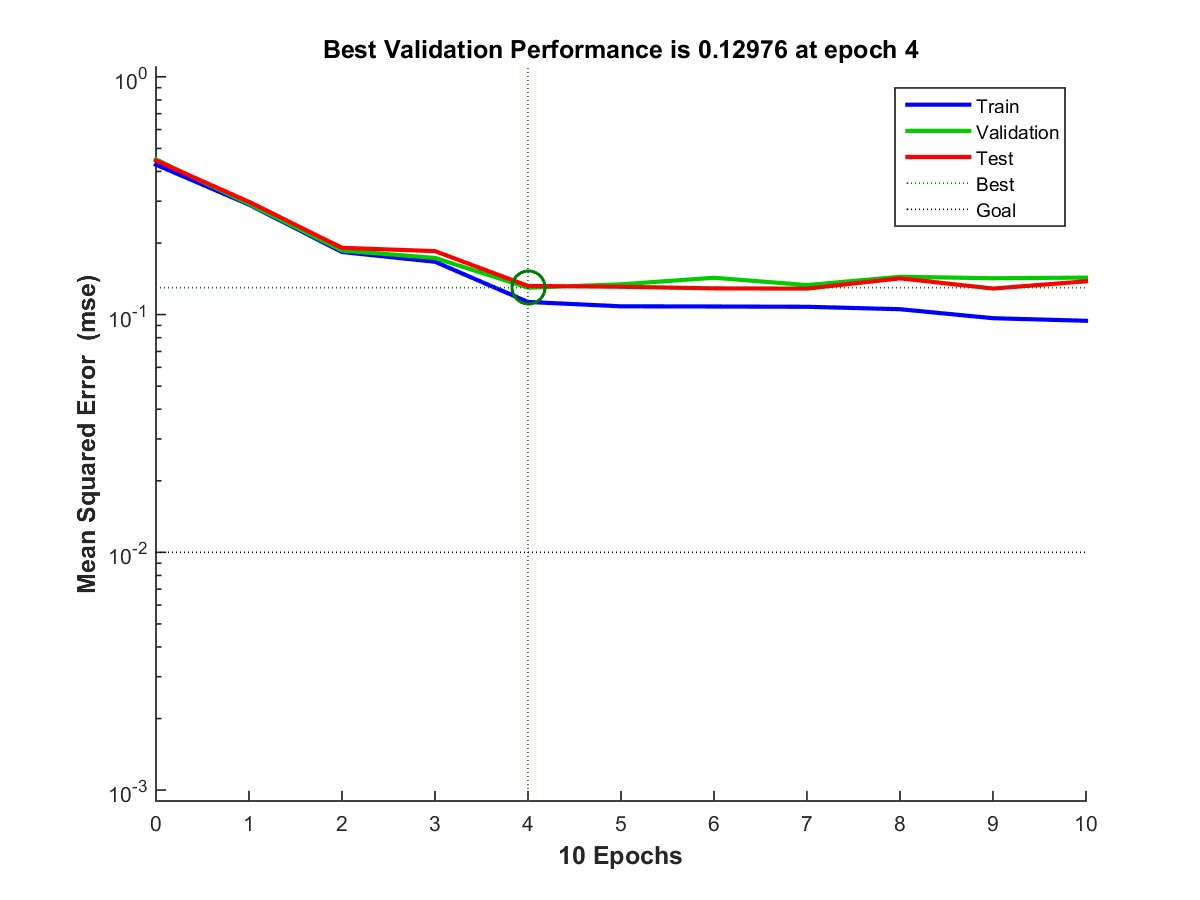 Best Validation Performance is 0.12976 at epoch 4
Train
Validation
Test
Best
Goal
Mean Squared Error  (mse)
10^0
10^-1
10^-2
10^-3
0 1 2 3 4 5 6 7 8 9 10
10 Epochs